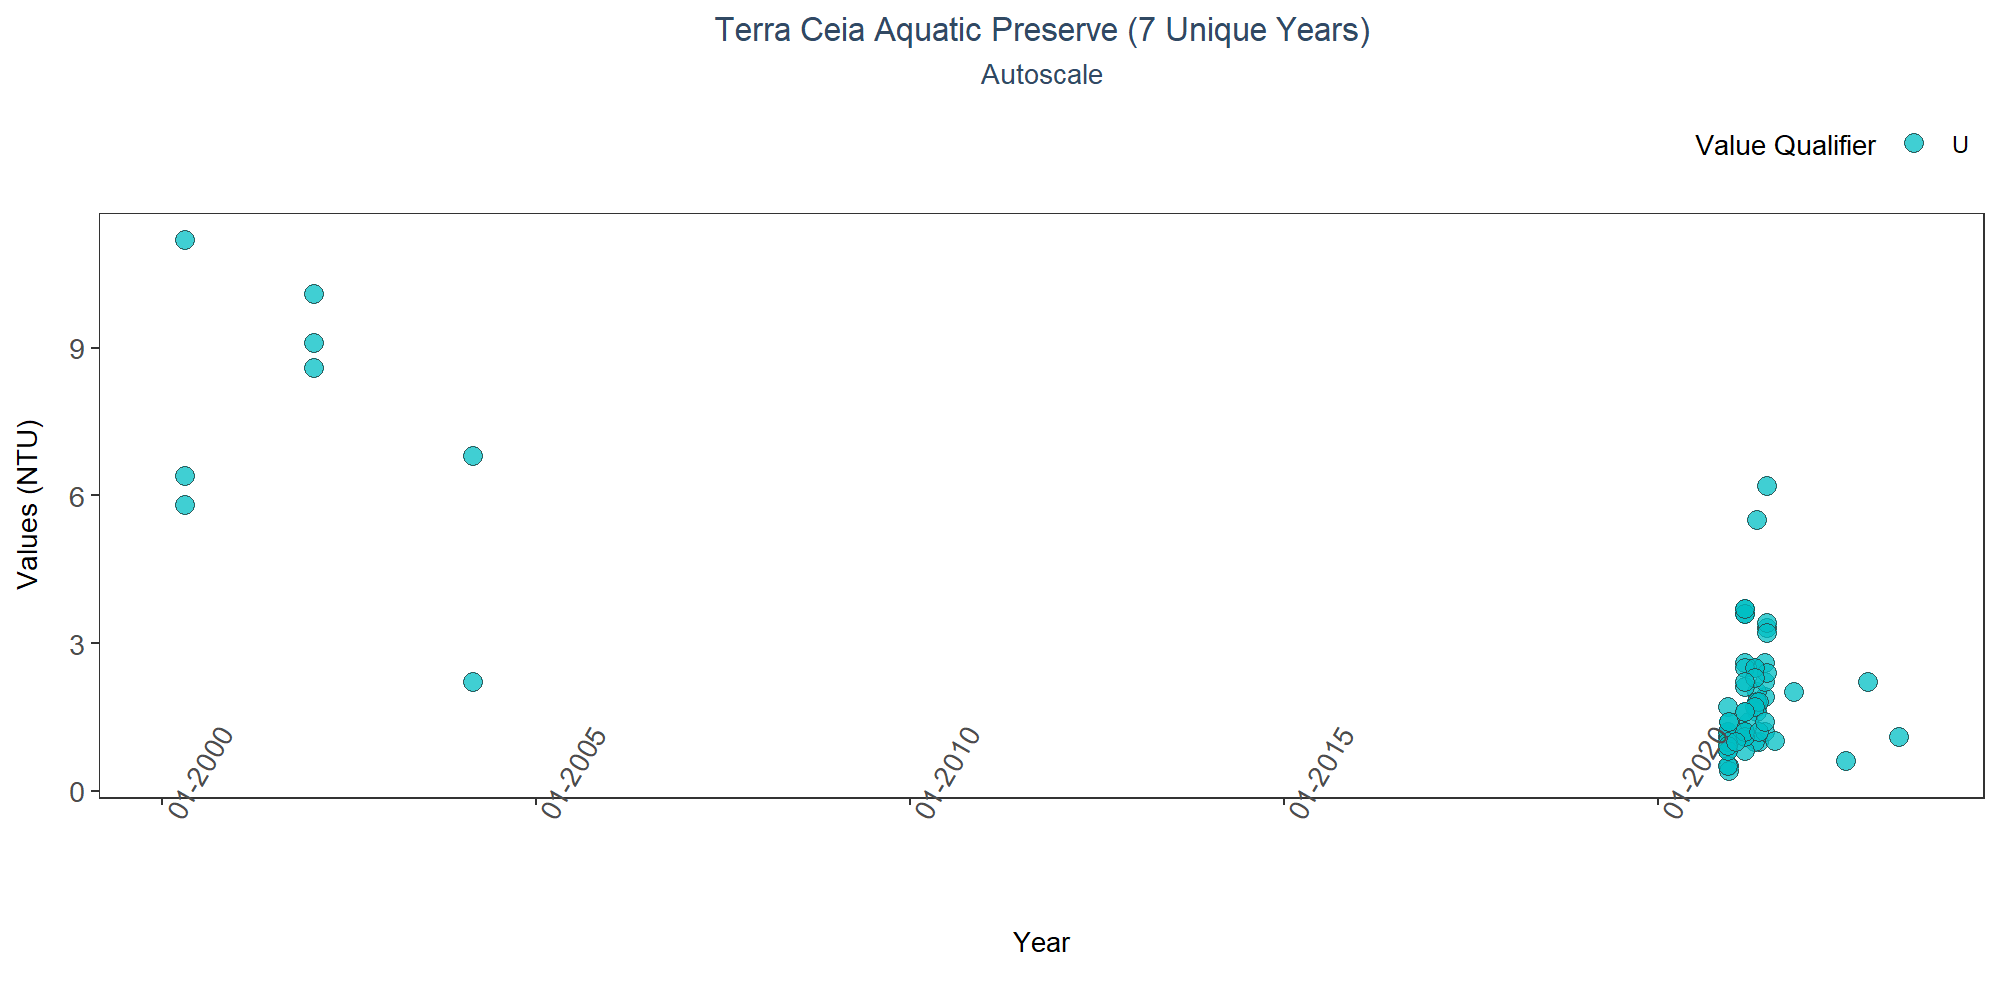 Terra Ceia Aquatic Preserve (7 Unique Years)
Autoscale
Value Qualifier U
Values (NTU)
9
6
3
0
01-2000
01-2005
01-2010
01-2015
01-2020
Year